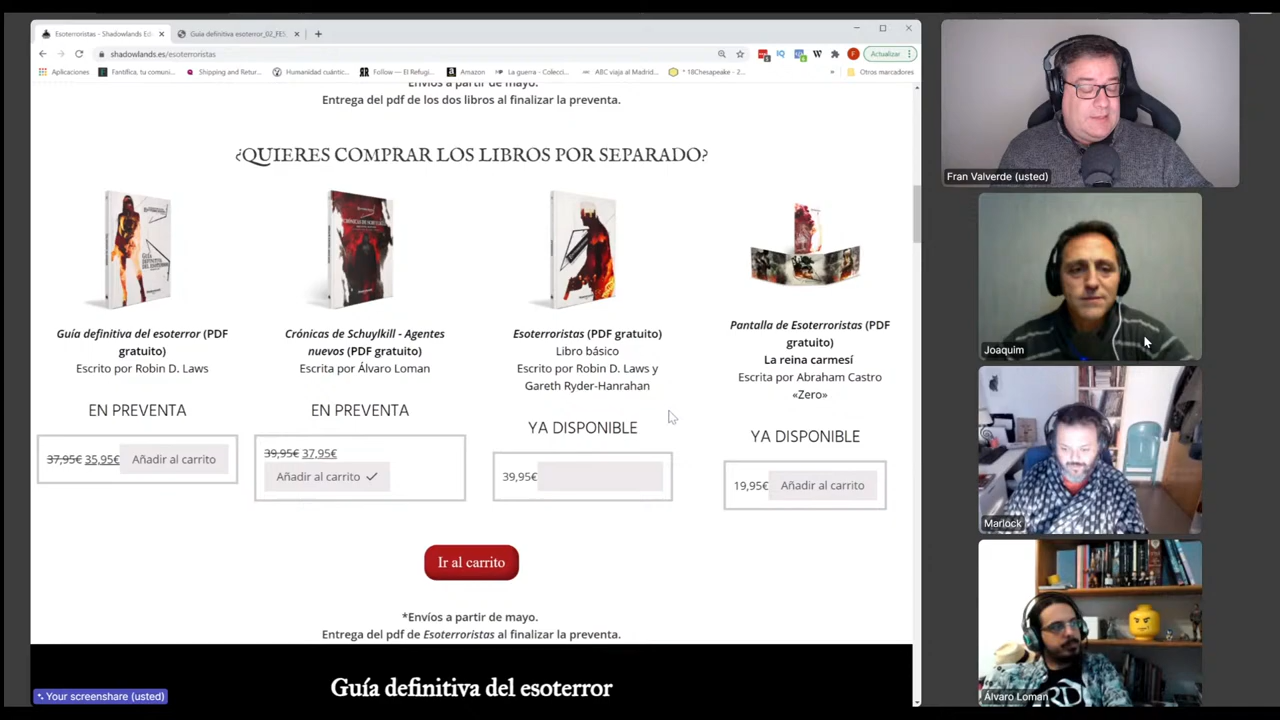 Esoterroristas - Shadowlands Ed
Guia definitiva esoterror_02_FES
shadowlands.es/esoterroristas
Actualizar
Aplicaciones
Fantífica, tu comuni...
Shipping and Retur...
Humanidad cuántic...
Follow — El Refugi...
Amazon
La guerra - Colecci...
ABC viaja al Madrid...
* 1BChesapeake - 2...
Otros marcadores
Envíos a partir de mayo.
Entrega del pdf de los dos libros al finalizar la preventa.
¿QUIERES COMPRAR LOS LIBROS POR SEPARADO?
Guía definitiva del esoterror (PDF
gratuito)
Escrito por Robin D. Laws
EN PREVENTA
37,95€ 35,95€ Añadir al carrito
Crónicas de Schuylkill - Agentes
nuevos (PDF gratuito)
Escrita por Álvaro Loman
EN PREVENTA
39,95€ 37,95€
Añadir al carrito
Esoterroristas (PDF gratuito)
Libro básico
Escrito por Robin D. Laws y
Gareth Ryder-Hanrahan
YA DISPONIBLE
39,95€
Pantalla de Esoterroristas (PDF
gratuito)
La reina carmesí
Escrita por Abraham Castro
«Zero»
YA DISPONIBLE
19,95€ Añadir al carrito
Ir al carrito
*Envíos a partir de mayo.
Entrega del pdf de Esoterroristas al finalizar la preventa.
Guía definitiva del esoterror
Your screenshare (usted)
Fran Valverde (usted)
Joaquim
Marlock
Álvaro Loman